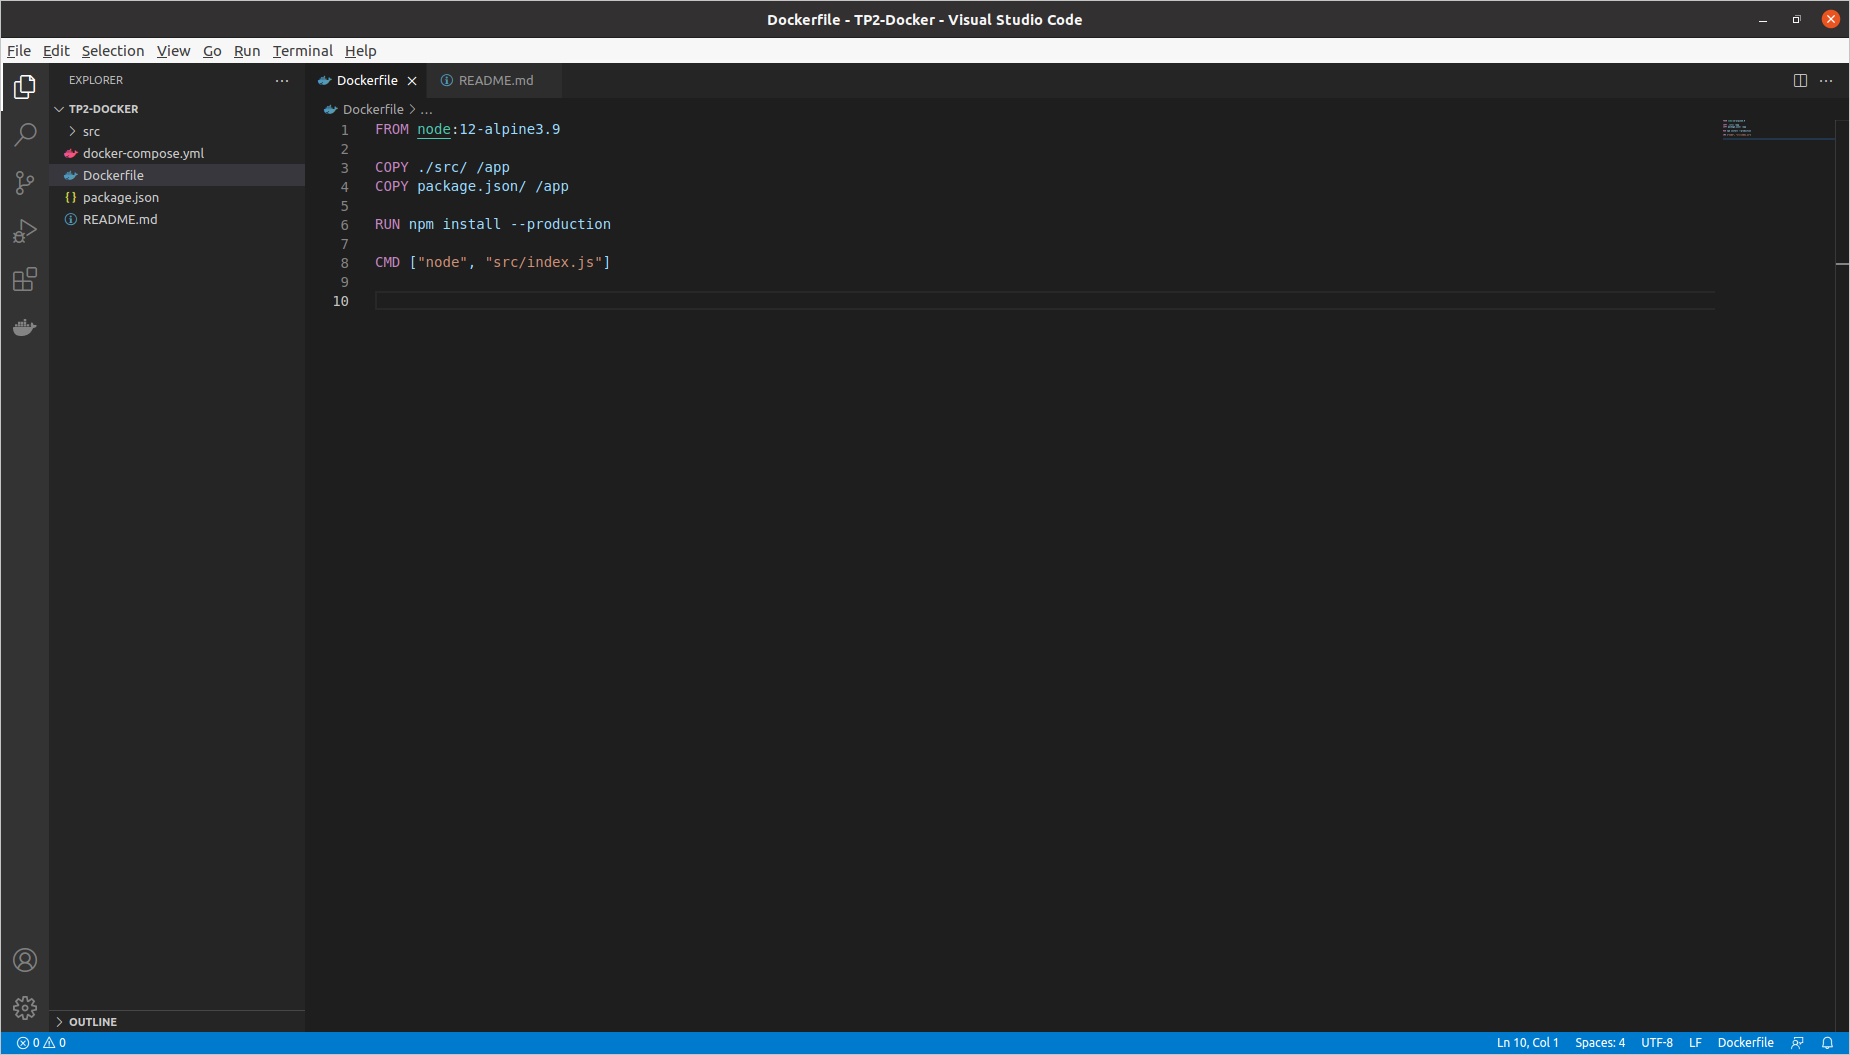 Dockerfile - TP2-Docker - Visual Studio Code
File Edit Selection View Go Run Terminal Help
EXPLORER
TP2-DOCKER
src
docker-compose.yml
Dockerfile
package.json
README.md
OUTLINE
Dockerfile README.md
Dockerfile > ...
1 FROM node:12-alpine3.9
2
3 COPY ./src/ /app
4 COPY package.json/ /app
5
6 RUN npm install --production
7
8 CMD ["node", "src/index.js"]
9
10
0 0 Ln 10, Col 1 Spaces: 4 UTF-8 LF Dockerfile